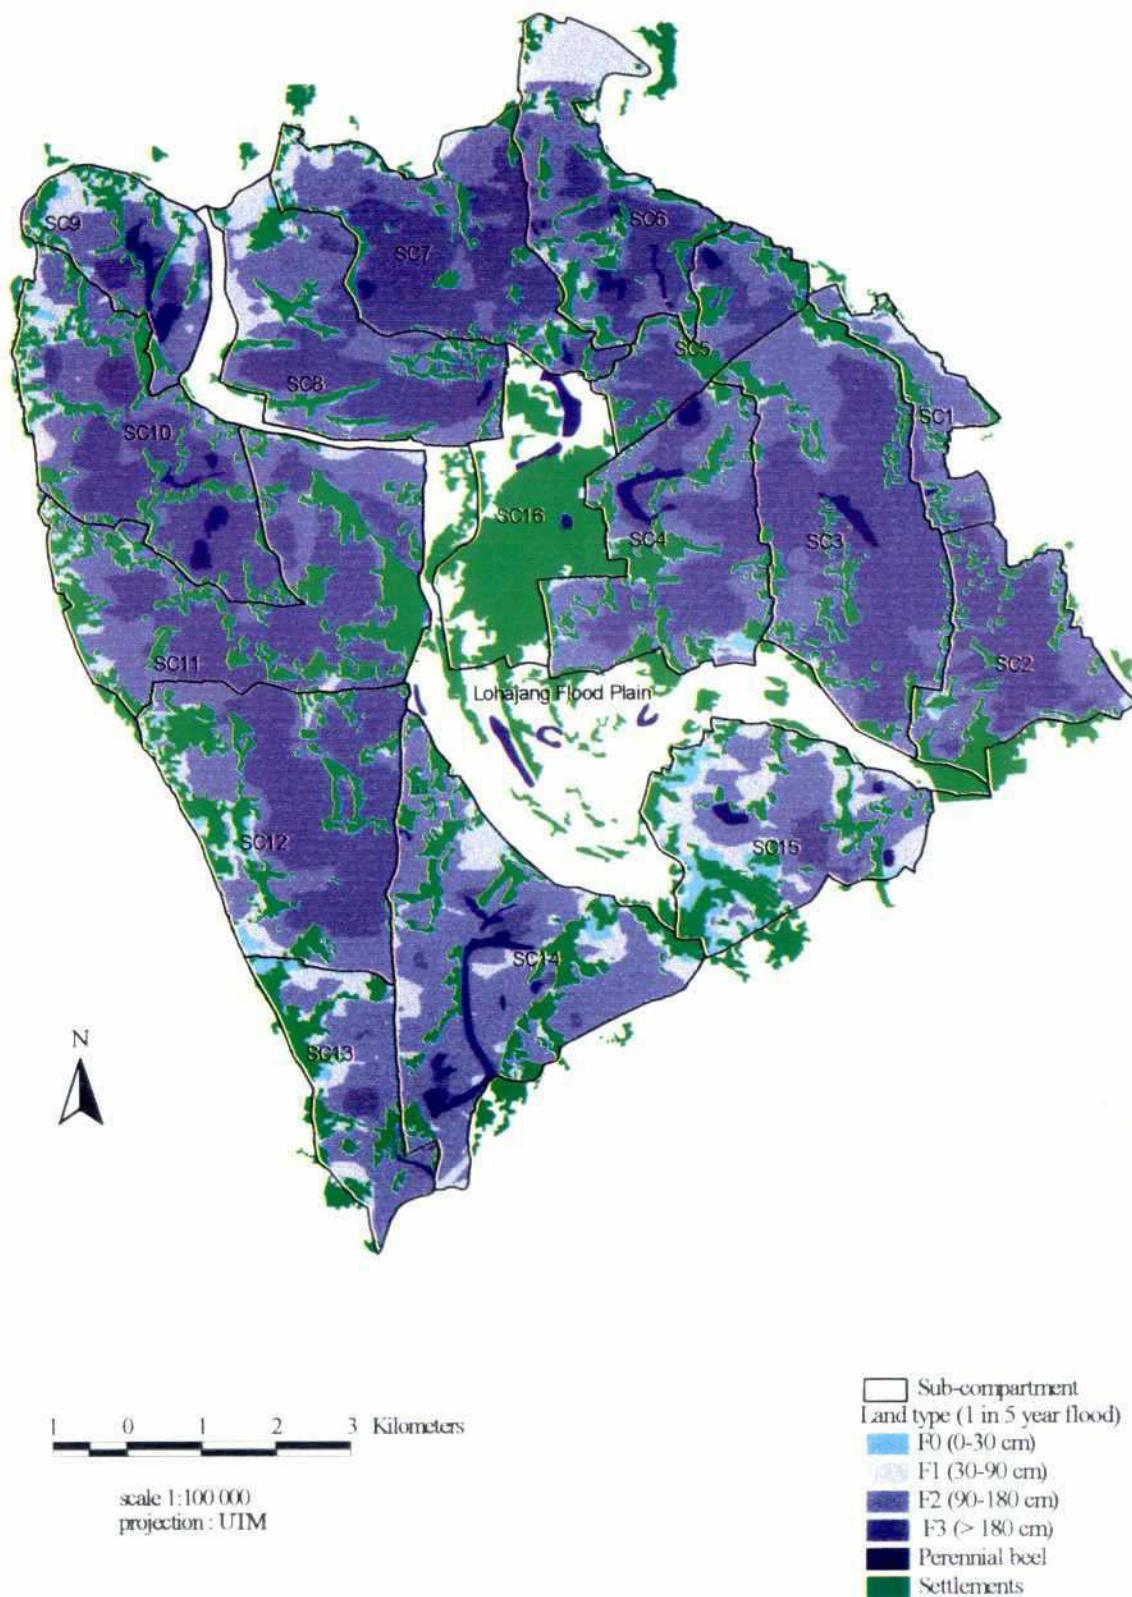 SC6
SC9
SC7
SC5
SC8
SC1
SC10
SC16
SC4
SC3
SC11
SC2
Lohajang Flood Plain
SC12
SC15
SC14
SC13
N
1 0 1 2 3 Kilometers
scale 1:100 000
projection : UTM
Sub-compartment
Land type (1 in 5 year flood)
F0 (0-30 cm)
F1 (30-90 cm)
F2 (90-180 cm)
F3 (> 180 cm)
Perennial beel
Settlements